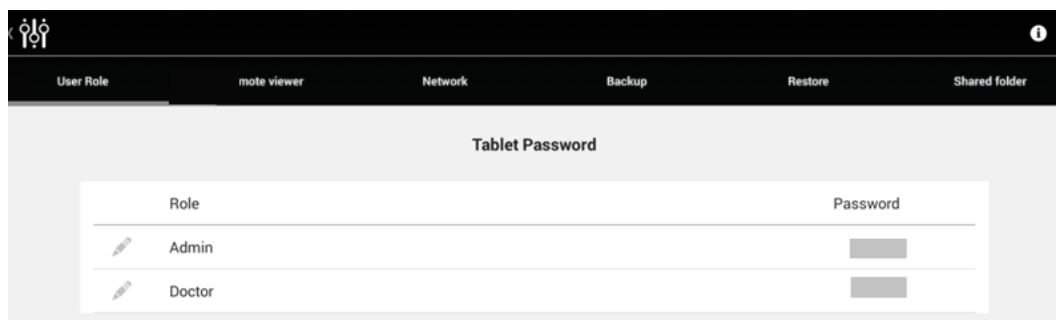 User Role mote viewer Network Backup Restore Shared folder
Tablet Password
Role Password
Admin
Doctor